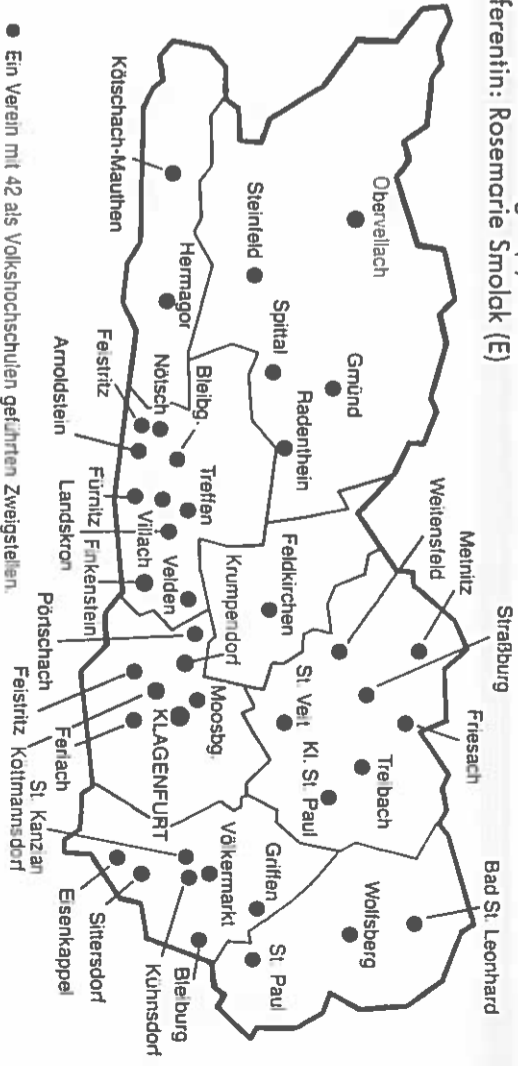 ferentin: Rosemarie Smolak (E)
Obervellach
Gmünd
Steinfeld
Spittal
Radenthein
Kötschach-Mauthen
Hermagor
Metnitz
Straßburg
Weitensfeld
Friesach
Bad St. Leonhard
Feldkirchen
Treibach
St. Veit
Kl. St. Paul
Wolfsberg
Griffen
St. Paul
Bleibg.
Treffen
Nötsch
Feistritz
Arnoldstein
Villach
Velden
Fürnitz
Landskron
Finkenstein
Krumpendorf
Moosbg.
Pörtschach
KLAGENFURT
Feistritz
Köttmannsdorf
Ferlach
Völkermarkt
St. Kanzian
Kühnsdorf
Bleiburg
Sittersdorf
Eisenkappel
● Ein Verein mit 42 als Volkshochschulen geführten Zweigstellen.